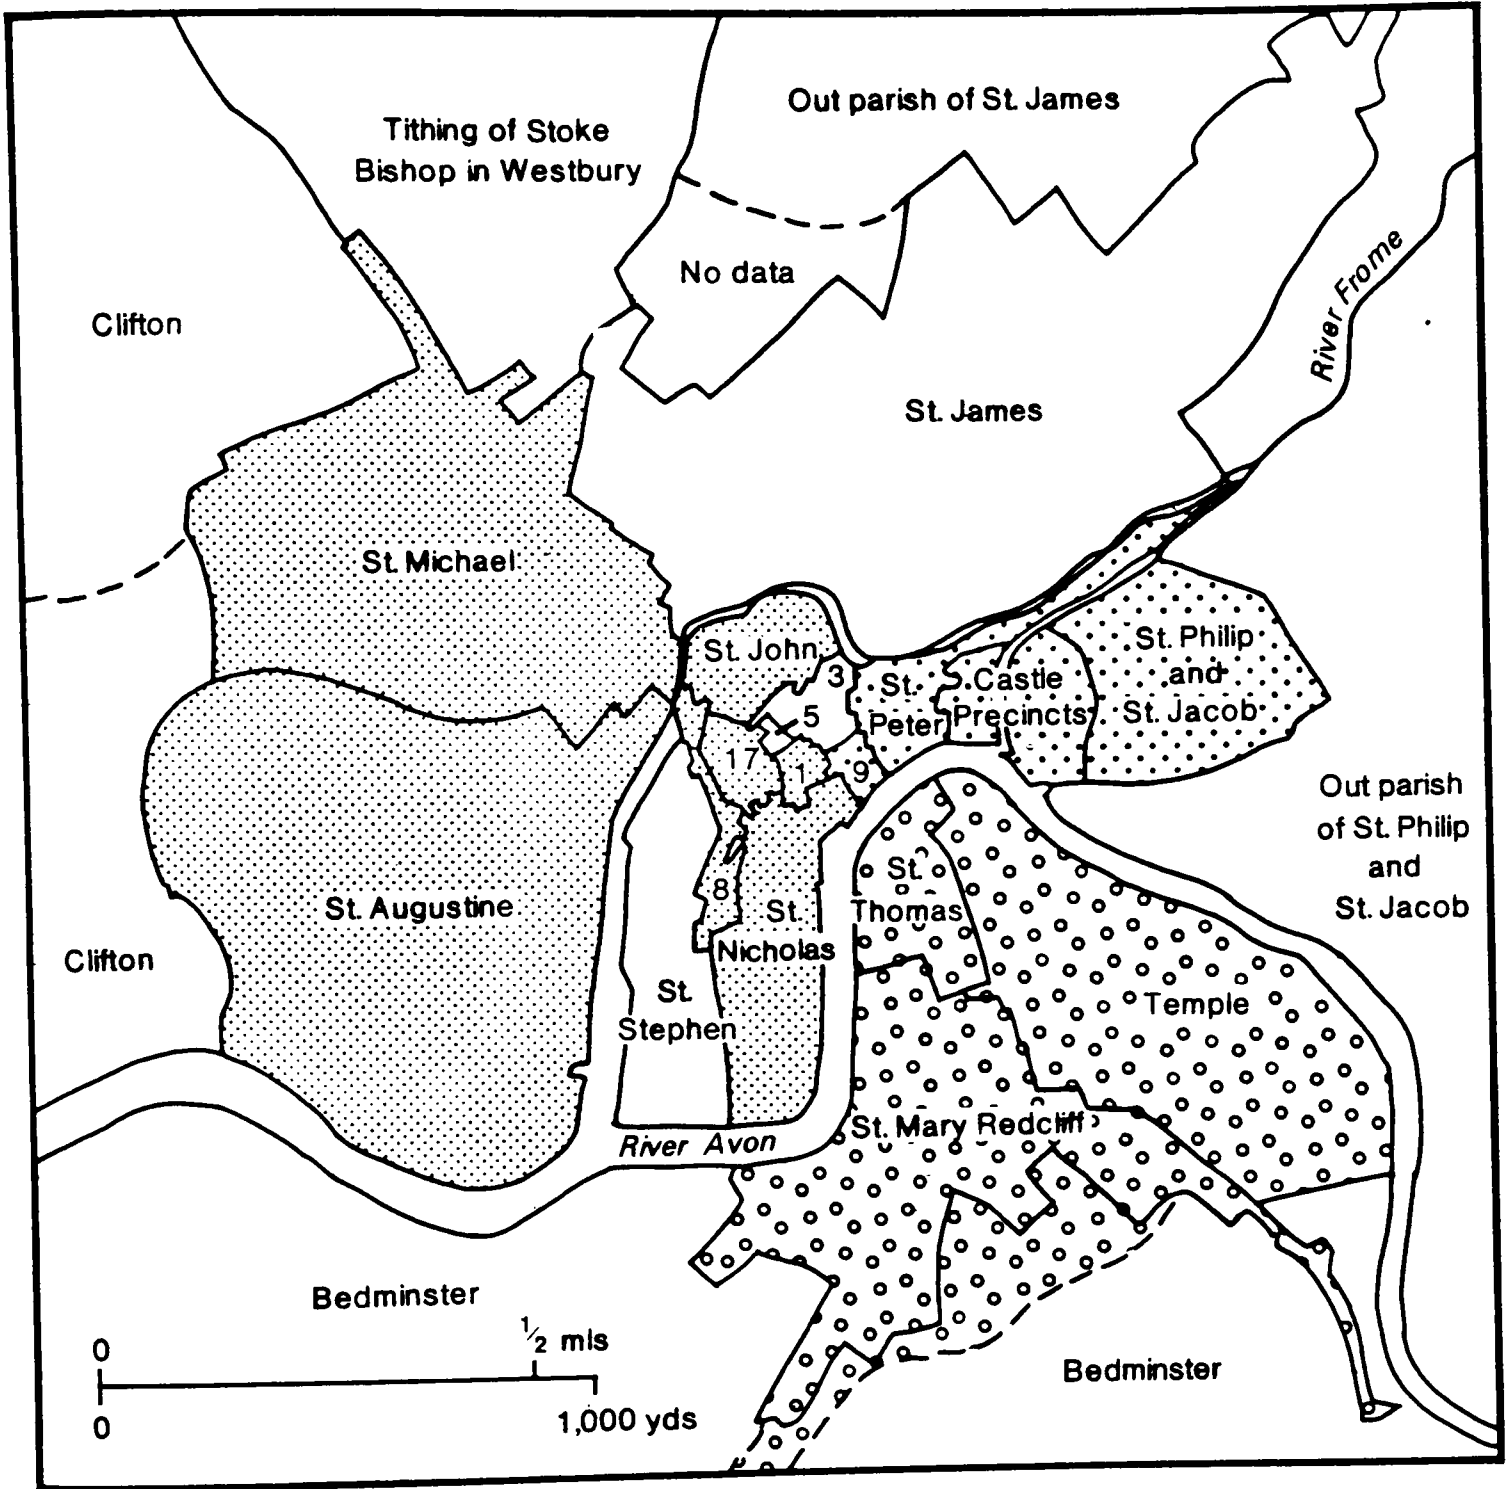 Out parish of St. James
Tithing of Stoke
Bishop in Westbury
No data
River Frome
Clifton
St. James
St. Michael
St. John
3
5
17
1
9
8
St.
Peter
Castle
Precincts
St. Philip
and
St. Jacob
Out parish
of St. Philip
and
St. Jacob
St. Augustine
St.
Thomas
St.
Nicholas
Clifton
St.
Stephen
Temple
St. Mary Redcliff
River Avon
Bedminster
Bedminster
0
½ mls
0
1,000 yds